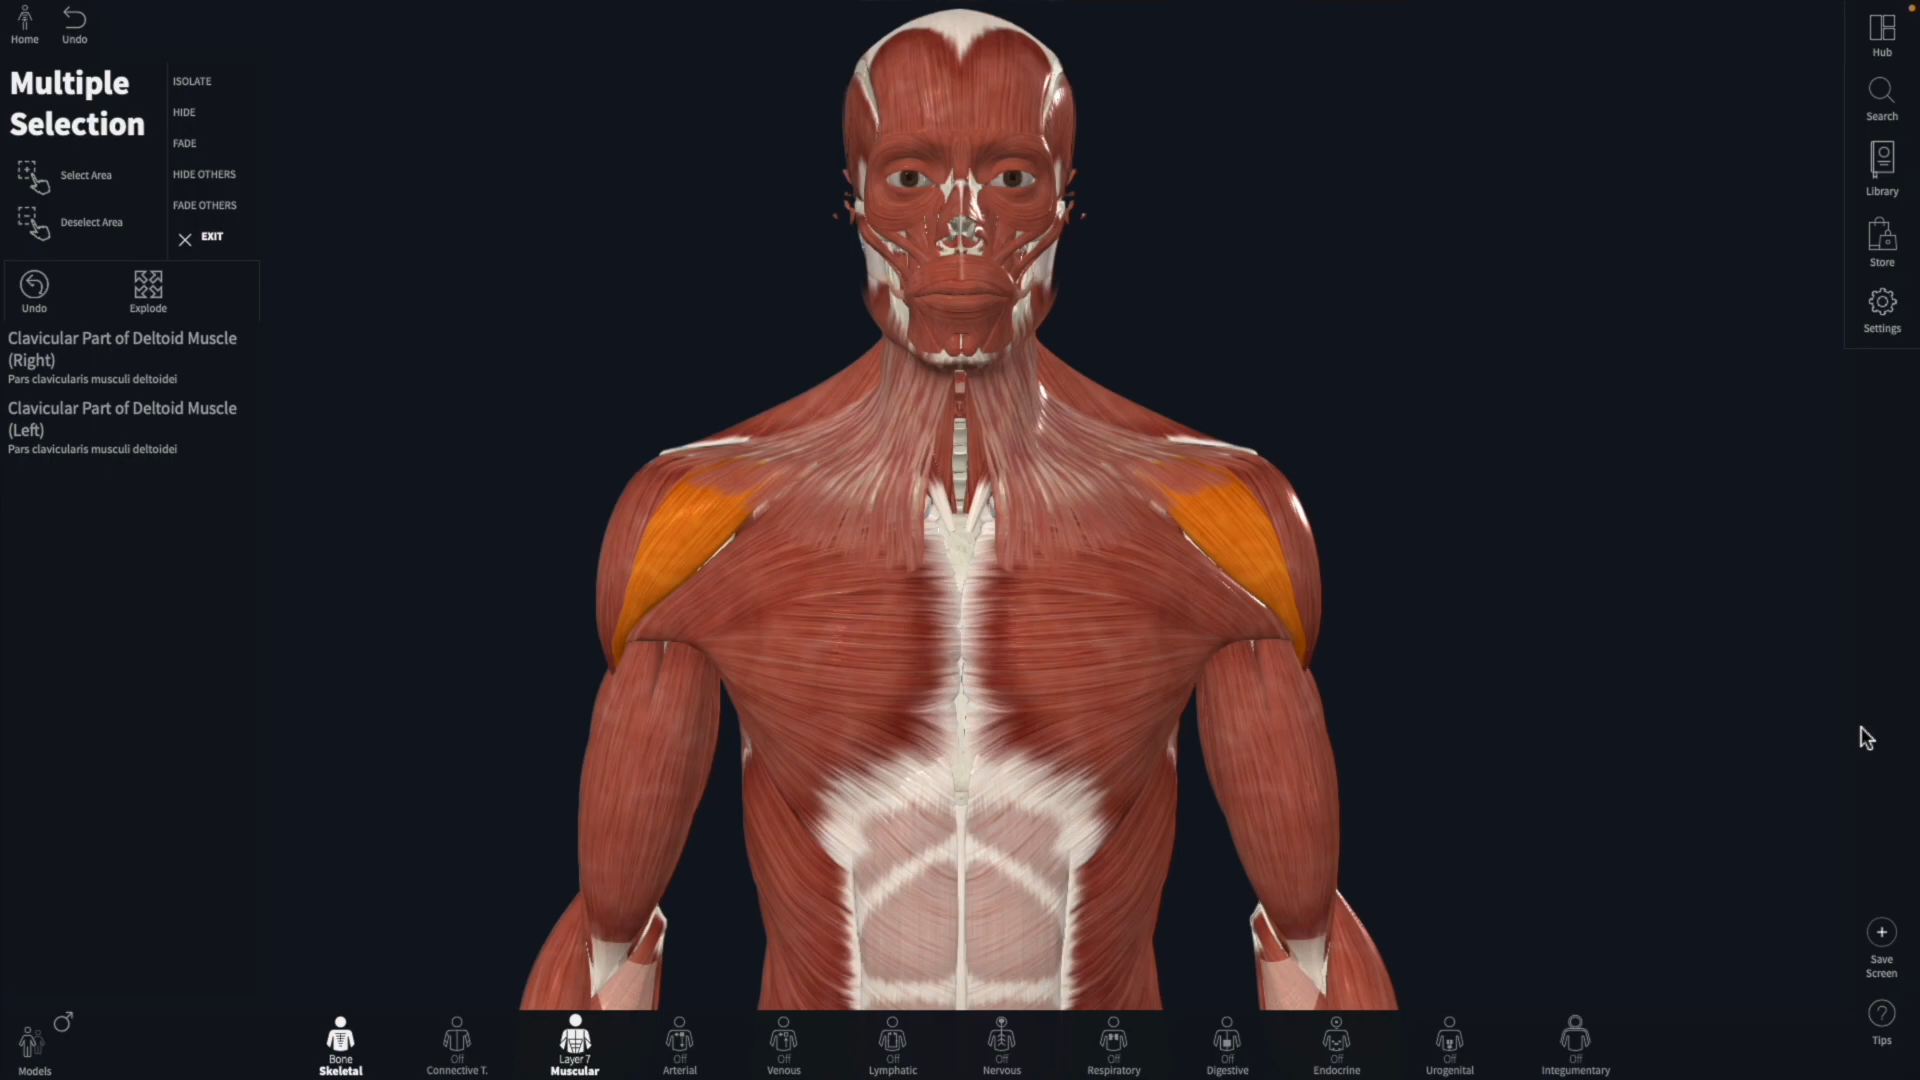 Home
Undo
Multiple
Selection
Select Area
Deselect Area
ISOLATE
HIDE
FADE
HIDE OTHERS
FADE OTHERS
EXIT
Undo
Explode
Clavicular Part of Deltoid Muscle
(Right)
Pars clavicularis musculi deltoidei
Clavicular Part of Deltoid Muscle
(Left)
Pars clavicularis musculi deltoidei
Hub
Search
Library
Store
Settings
Save
Screen
Tips
Models
Bone
Skeletal
Off
Connective T.
Layer 7
Muscular
Off
Arterial
Off
Venous
Off
Lymphatic
Off
Nervous
Off
Respiratory
Off
Digestive
Off
Endocrine
Off
Urogenital
Off
Integumentary